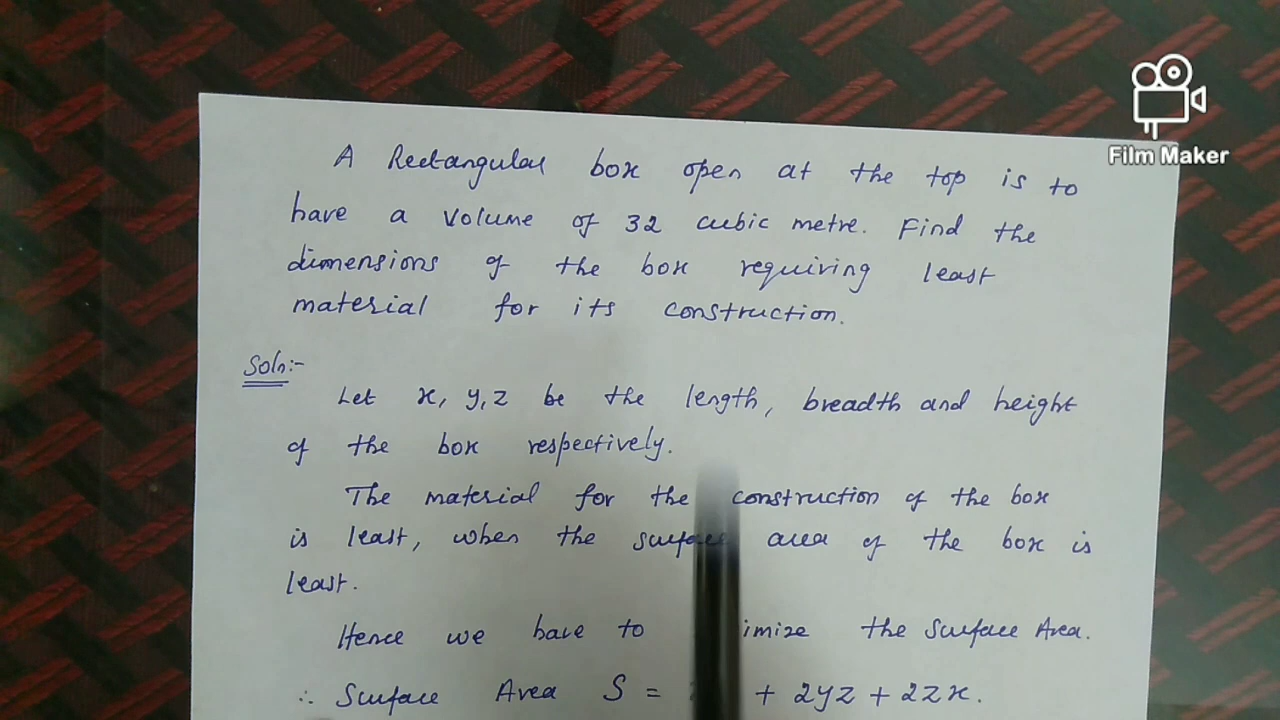 Film Maker
A Rectangular box open at the top is to
have a volume of 32 cubic metre. Find the
dimensions of the box requiring least
material for its construction.
Soln:-
Let x, y, z be the length, breadth and height
of the box respectively.
The material for the construction of the box
is least, when the surface area of the box is
least.
Hence we have to imize the Surface Area.
∴ Surface Area S = + 2yz + 2zx.